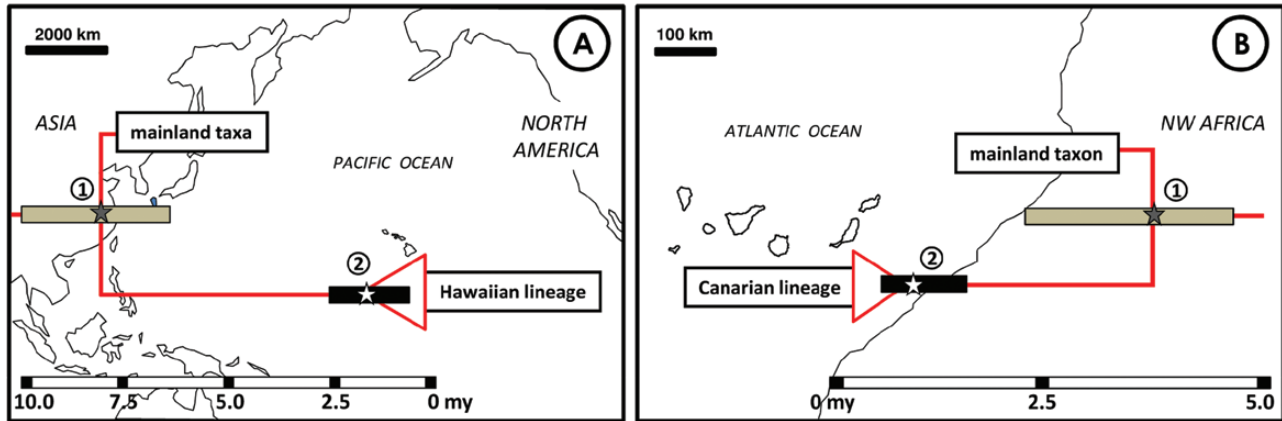 2000 km
A
ASIA
mainland taxa
NORTH
AMERICA
PACIFIC OCEAN
1
2
Hawaiian lineage
10.0 7.5 5.0 2.5 0 my
100 km
B
ATLANTIC OCEAN
NW AFRICA
mainland taxon
1
2
Canarian lineage
0 my 2.5 5.0